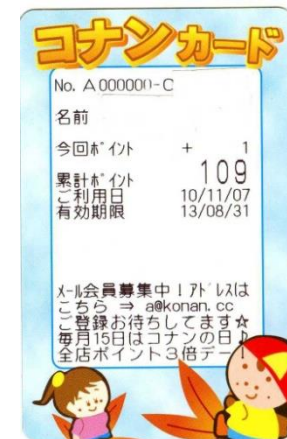 コナンカード
No. A000000-C
名前
今回ポイント + 1
累計ポイント 109
ご利用日 10/11/07
有効期限 13/08/31
メール会員募集中!アドレスは
こちら ⇒ a@konan.cc
ご登録お待ちしてます☆
毎月15日はコナンの日♪
全店ポイント3倍デー